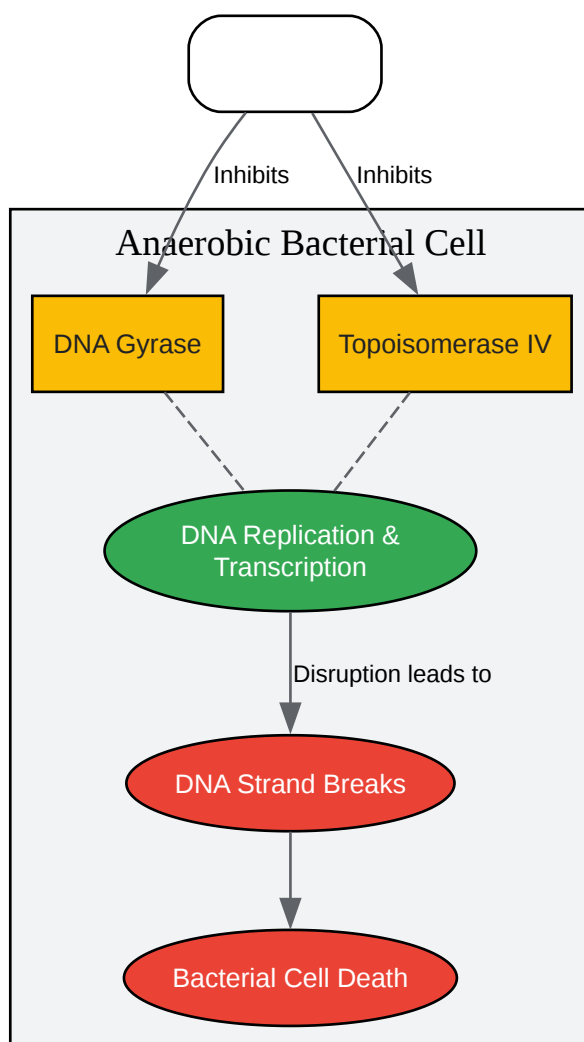 Inhibits
Inhibits
Anaerobic Bacterial Cell
DNA Gyrase
Topoisomerase IV
DNA Replication &
Transcription
Disruption leads to
DNA Strand Breaks
Bacterial Cell Death